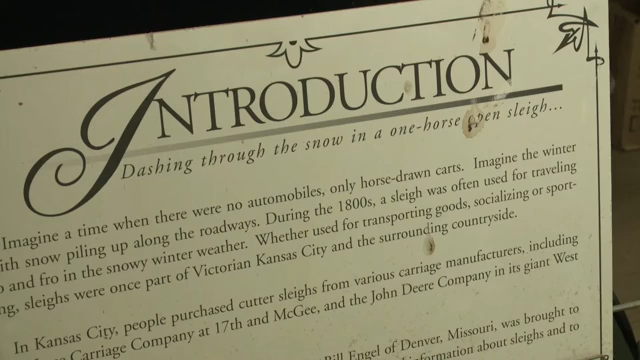 INTRODUCTION
Dashing through the snow in a one-horse open sleigh...
Imagine a time when there were no automobiles, only horse-drawn carts. Imagine the winter
with snow piling up along the roadways. During the 1800s, a sleigh was often used for traveling
and fro in the snowy winter weather. Whether used for transporting goods, socializing or sport-
sleighs were once part of Victorian Kansas City and the surrounding countryside.
In Kansas City, people purchased cutter sleighs from various carriage manufacturers, including
Carriage Company at 17th and McGee, and the John Deere Company in its giant West
Bill Engel of Denver, Missouri, was brought to
information about sleighs and to